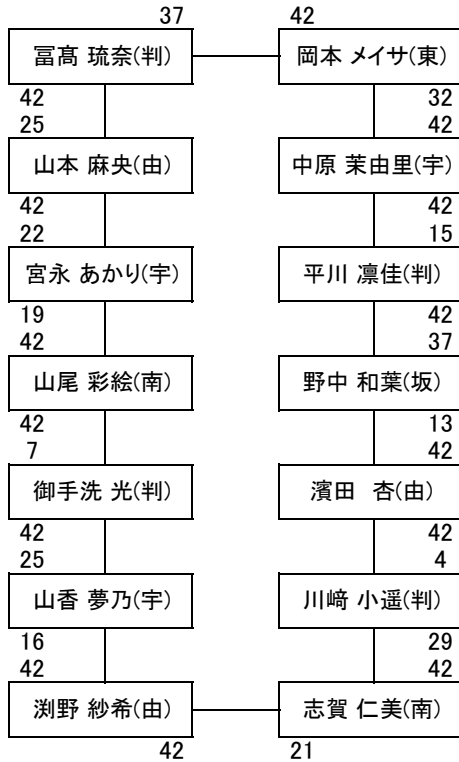 37 42
冨髙 琉奈(判) 岡本 メイサ(東)
42 32
25 42
山本 麻央(由) 中原 茉由里(宇)
42 42
22 15
宮永 あかり(宇) 平川 凛佳(判)
19 42
42 37
山尾 彩絵(南) 野中 和葉(坂)
42 13
7 42
御手洗 光(判) 濱田 杏(由)
42 42
25 4
山香 夢乃(宇) 川﨑 小遥(判)
16 29
42 42
渕野 紗希(由) 志賀 仁美(南)
42 21